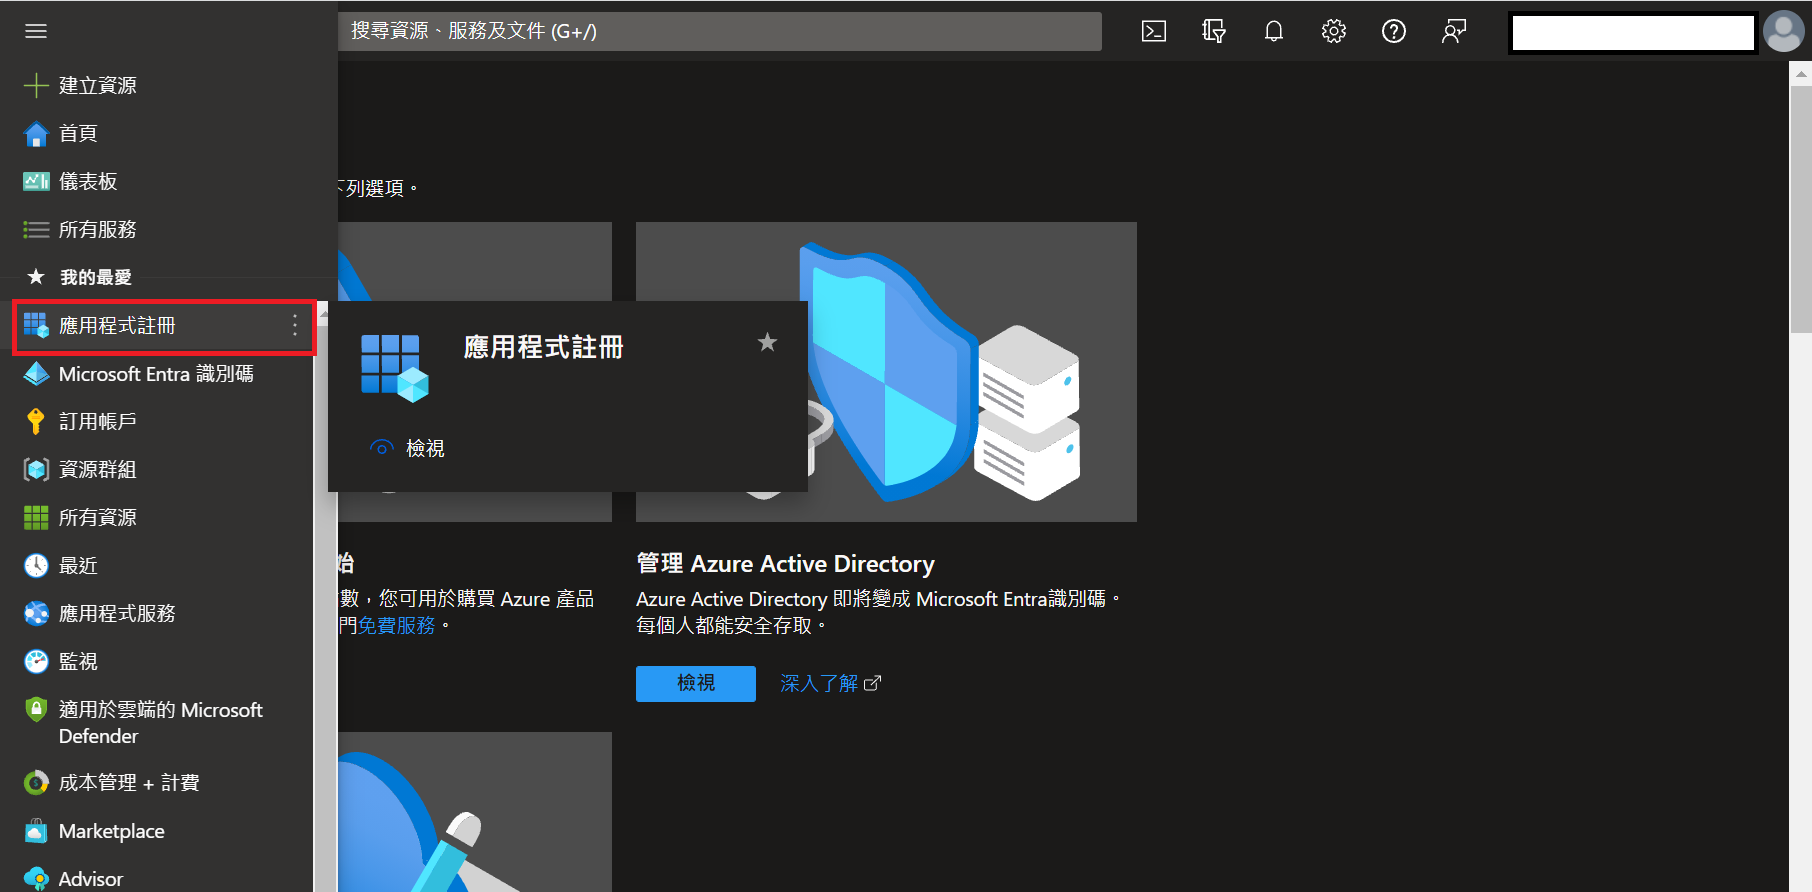 搜尋資源、服務及文件 (G+/)
建立資源
首頁
儀表板
所有服務
我的最愛
應用程式註冊
Microsoft Entra 識別碼
訂用帳戶
資源群組
所有資源
最近
應用程式服務
監視
適用於雲端的 Microsoft
Defender
成本管理 + 計費
Marketplace
Advisor
下列選項。
應用程式註冊
檢視
始
數，您可用於購買 Azure 產品
門免費服務。
管理 Azure Active Directory
Azure Active Directory 即將變成 Microsoft Entra識別碼。
每個人都能安全存取。
檢視
深入了解